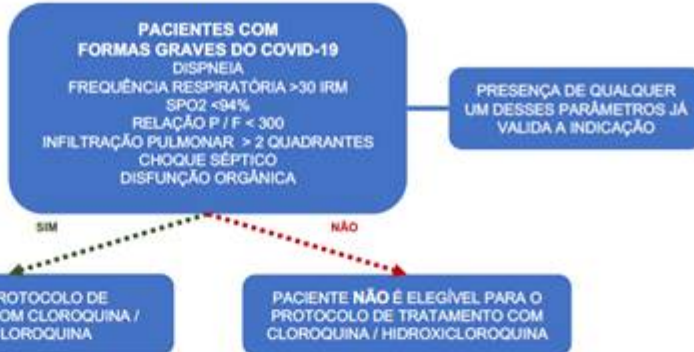 PACIENTES COM
FORMAS GRAVES DO COVID-19
DISPNEIA
FREQUÊNCIA RESPIRATÓRIA >30 IRM
SPO2 <94%
RELAÇÃO P / F < 300
INFILTRAÇÃO PULMONAR > 2 QUADRANTES
CHOQUE SÉPTICO
DISFUNÇÃO ORGÂNICA
PRESENÇA DE QUALQUER
UM DESSES PARÂMETROS JÁ
VALIDA A INDICAÇÃO
SIM
NÃO
ROTOCOLO DE
OM CLOROQUINA /
LOROQUINA
PACIENTE NÃO É ELEGÍVEL PARA O
PROTOCOLO DE TRATAMENTO COM
CLOROQUINA / HIDROXICLOROQUINA